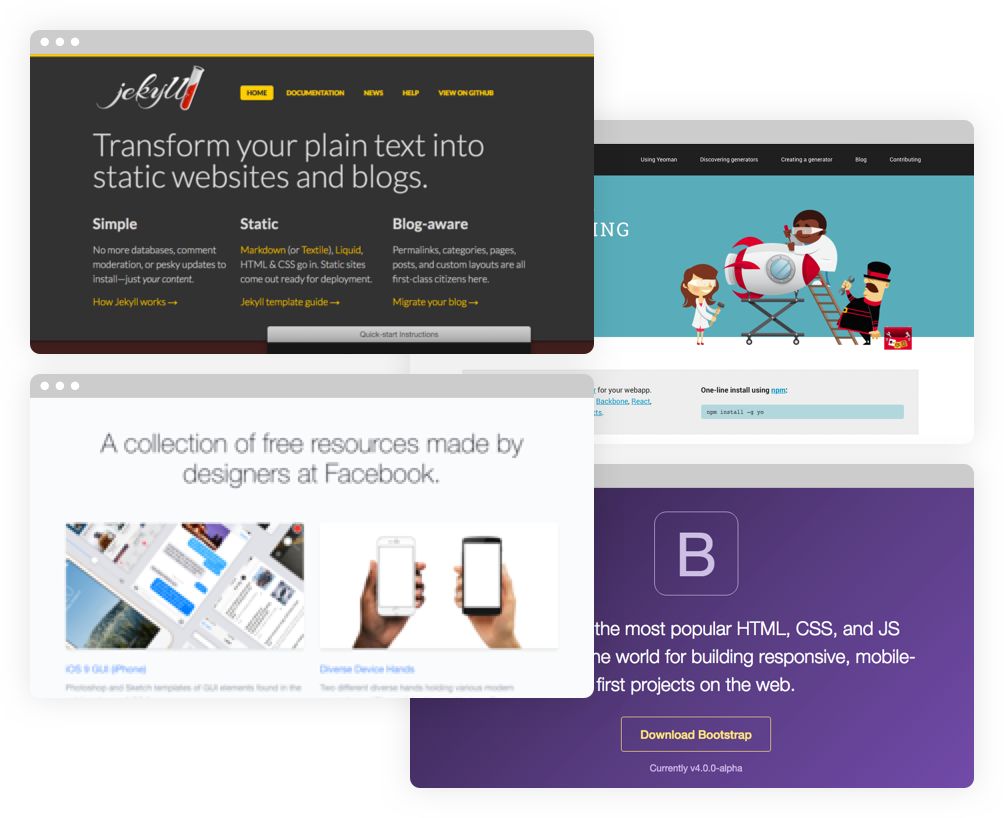 jekyll
HOME DOCUMENTATION NEWS HELP VIEW ON GITHUB
Transform your plain text into
static websites and blogs.
Simple
No more databases, comment
moderation, or pesky updates to
install—just your content.
How Jekyll works →
Static
Markdown (or Textile), Liquid,
HTML & CSS go in. Static sites
come out ready for deployment.
Jekyll template guide →
Blog-aware
Permalinks, categories, pages,
posts, and custom layouts are all
first-class citizens here.
Migrate your blog →
Quick-start Instructions
Using Yeoman Discovering generators Creating a generator Blog Contributing
ING
for your webapp.
Backbone, React,
cts.
One-line install using npm:
npm install -g yo
A collection of free resources made by
designers at Facebook.
iOS 9 GUI (iPhone)
Photoshop and Sketch templates of GUI elements found in the
Diverse Device Hands
Two different diverse hands holding various modern
B
the most popular HTML, CSS, and JS
he world for building responsive, mobile-
first projects on the web.
Download Bootstrap
Currently v4.0.0-alpha